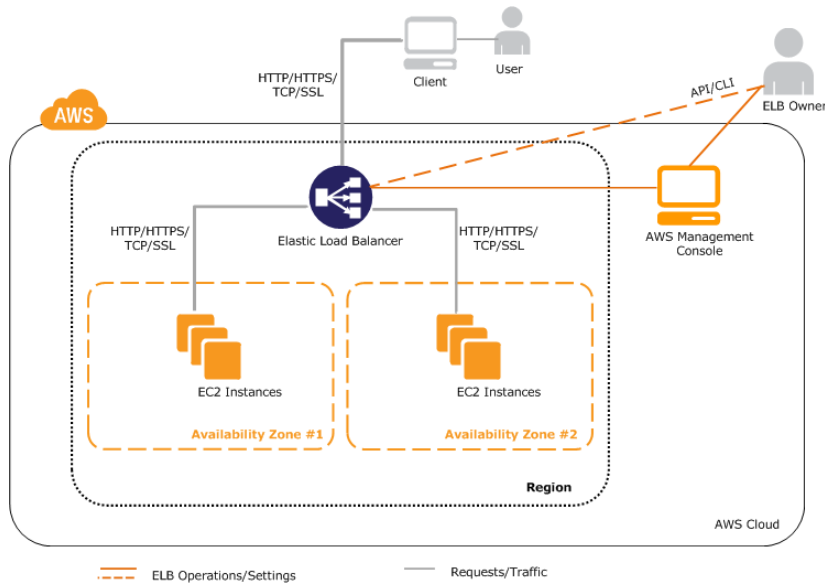 User
Client
HTTP/HTTPS/
TCP/SSL
API/CLI
ELB Owner
AWS
HTTP/HTTPS/
TCP/SSL
Elastic Load Balancer
HTTP/HTTPS/
TCP/SSL
AWS Management
Console
EC2 Instances
EC2 Instances
Availability Zone #1
Availability Zone #2
Region
AWS Cloud
ELB Operations/Settings
Requests/Traffic